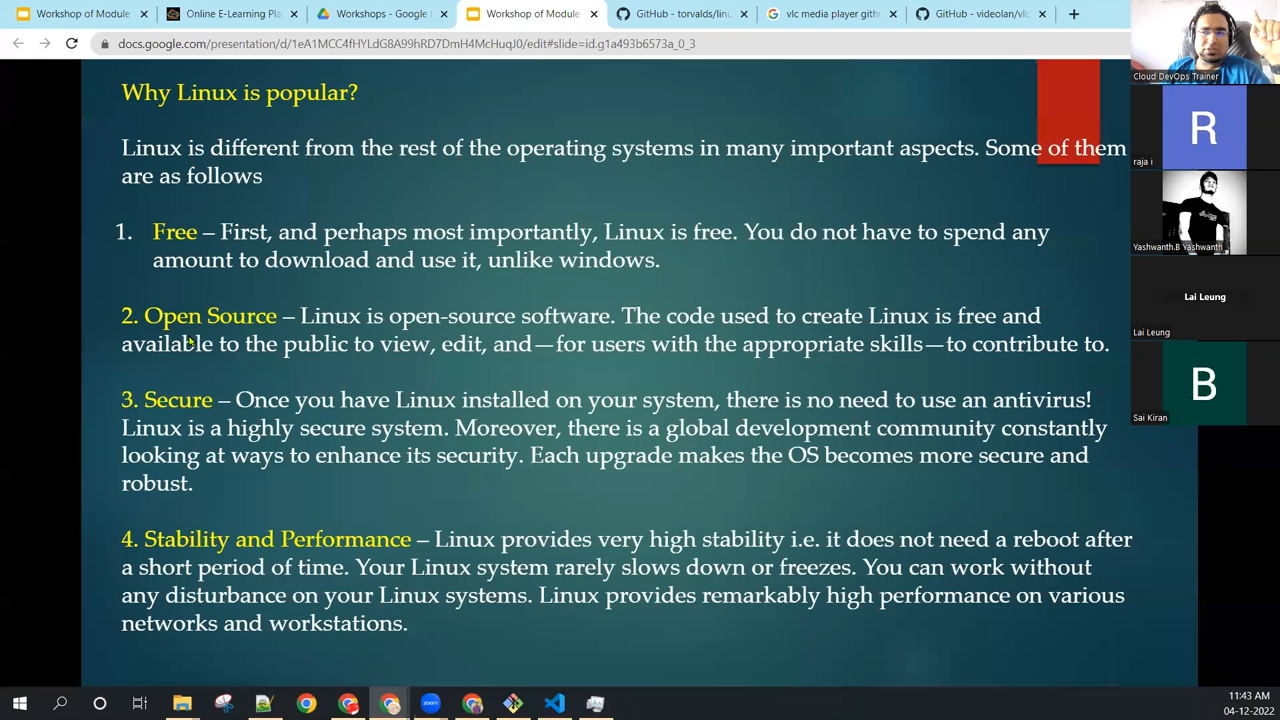 Workshop of Module
Online E-Learning Pla
Workshops - Google
Workshop of Module
GitHub - torvalds/linu
vlc media player githu
GitHub - videolan/vlc
docs.google.com/presentation/d/1eA1MCC4fHYLdG8A99hRD7DmH4McHuqJ0/edit#slide=id.g1a493b6573a_0_3
Cloud DevOps Trainer
R
raja i
Yashwanth.B Yashwanth
Lai Leung
Lai Leung
B
Sai Kiran
Why Linux is popular?
Linux is different from the rest of the operating systems in many important aspects. Some of them
are as follows
1. Free – First, and perhaps most importantly, Linux is free. You do not have to spend any
amount to download and use it, unlike windows.
2. Open Source – Linux is open-source software. The code used to create Linux is free and
available to the public to view, edit, and—for users with the appropriate skills—to contribute to.
3. Secure – Once you have Linux installed on your system, there is no need to use an antivirus!
Linux is a highly secure system. Moreover, there is a global development community constantly
looking at ways to enhance its security. Each upgrade makes the OS becomes more secure and
robust.
4. Stability and Performance – Linux provides very high stability i.e. it does not need a reboot after
a short period of time. Your Linux system rarely slows down or freezes. You can work without
any disturbance on your Linux systems. Linux provides remarkably high performance on various
networks and workstations.
zoom
11:43 AM
04-12-2022